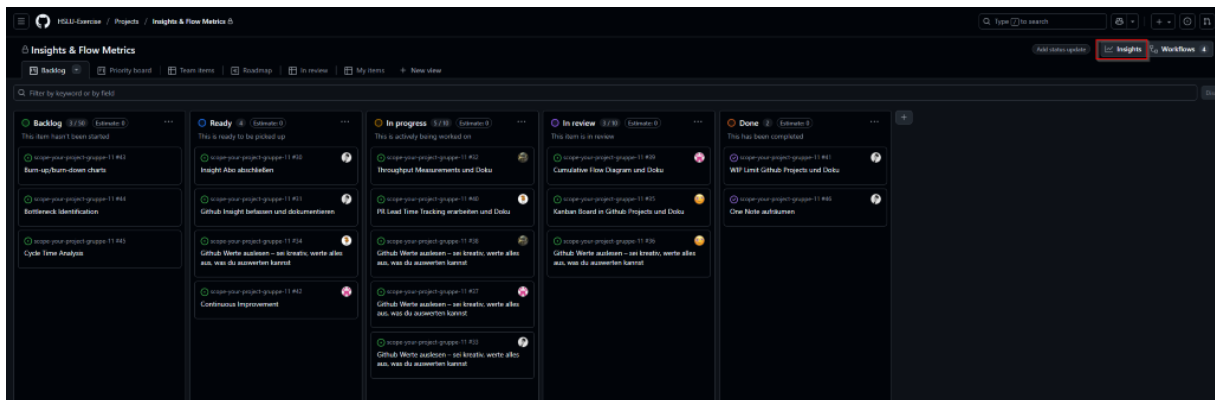 HSLU-Exercise / Projects / Insights & Flow Metrics
Type / to search
Insights & Flow Metrics
Add status update
Insights
Workflows 4
Backlog
Priority board
Team items
Roadmap
In review
My items
+ New view
Filter by keyword or by field
Backlog 3 / 50 Estimate: 0
This item hasn't been started
scope-your-project-gruppe-11 #43
Burn-up/burn-down charts
scope-your-project-gruppe-11 #44
Bottleneck Identification
scope-your-project-gruppe-11 #45
Cycle Time Analysis
Ready 4 Estimate: 0
This is ready to be picked up
scope-your-project-gruppe-11
Insight Abo abschließen
scope-your-project-gruppe-11 #31
Github Insight befassen und dokumentieren
scope-your-project-gruppe-11 #34
Github Werte auslesen – sei kreativ, werte alles
aus, was du auswerten kannst
scope-your-project-gruppe-11 #42
Continuous Improvement
In progress 5 / 10 Estimate: 0
This is actively being worked on
scope-your-project-gruppe-11 #32
Throughput Measurements und Doku
scope-your-project-gruppe-11 #40
PR Lead Time Tracking erarbeiten und Doku
scope-your-project-gruppe-11 #38
Github Werte auslesen – sei kreativ, werte alles
aus, was du auswerten kannst
scope-your-project-gruppe-11 #37
Github Werte auslesen – sei kreativ, werte alles
aus, was du auswerten kannst
scope-your-project-gruppe-11
Github Werte auslesen – sei kreativ, werte alles
aus, was du auswerten kannst
In review 3 / 10 Estimate: 0
This item is in review
scope-your-project-gruppe-11 #39
Cumulative Flow Diagram und Doku
scope-your-project-gruppe-11 #35
Kanban Board in Github Projects und Doku
scope-your-project-gruppe-11 #36
Github Werte auslesen – sei kreativ, werte alles
aus, was du auswerten kannst
Done 2 Estimate: 0
This has been completed
scope-your-project-gruppe-11 #41
WIP Limit Github Projects und Doku
scope-your-project-gruppe-11 #46
One Note aufräumen